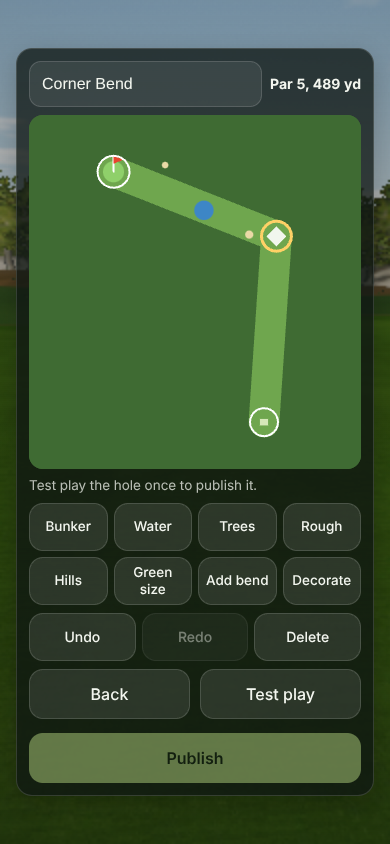 Corner Bend
Par 5, 489 yd
Test play the hole once to publish it.
Bunker
Water
Trees
Rough
Hills
Green
size
Add bend
Decorate
Undo
Redo
Delete
Back
Test play
Publish